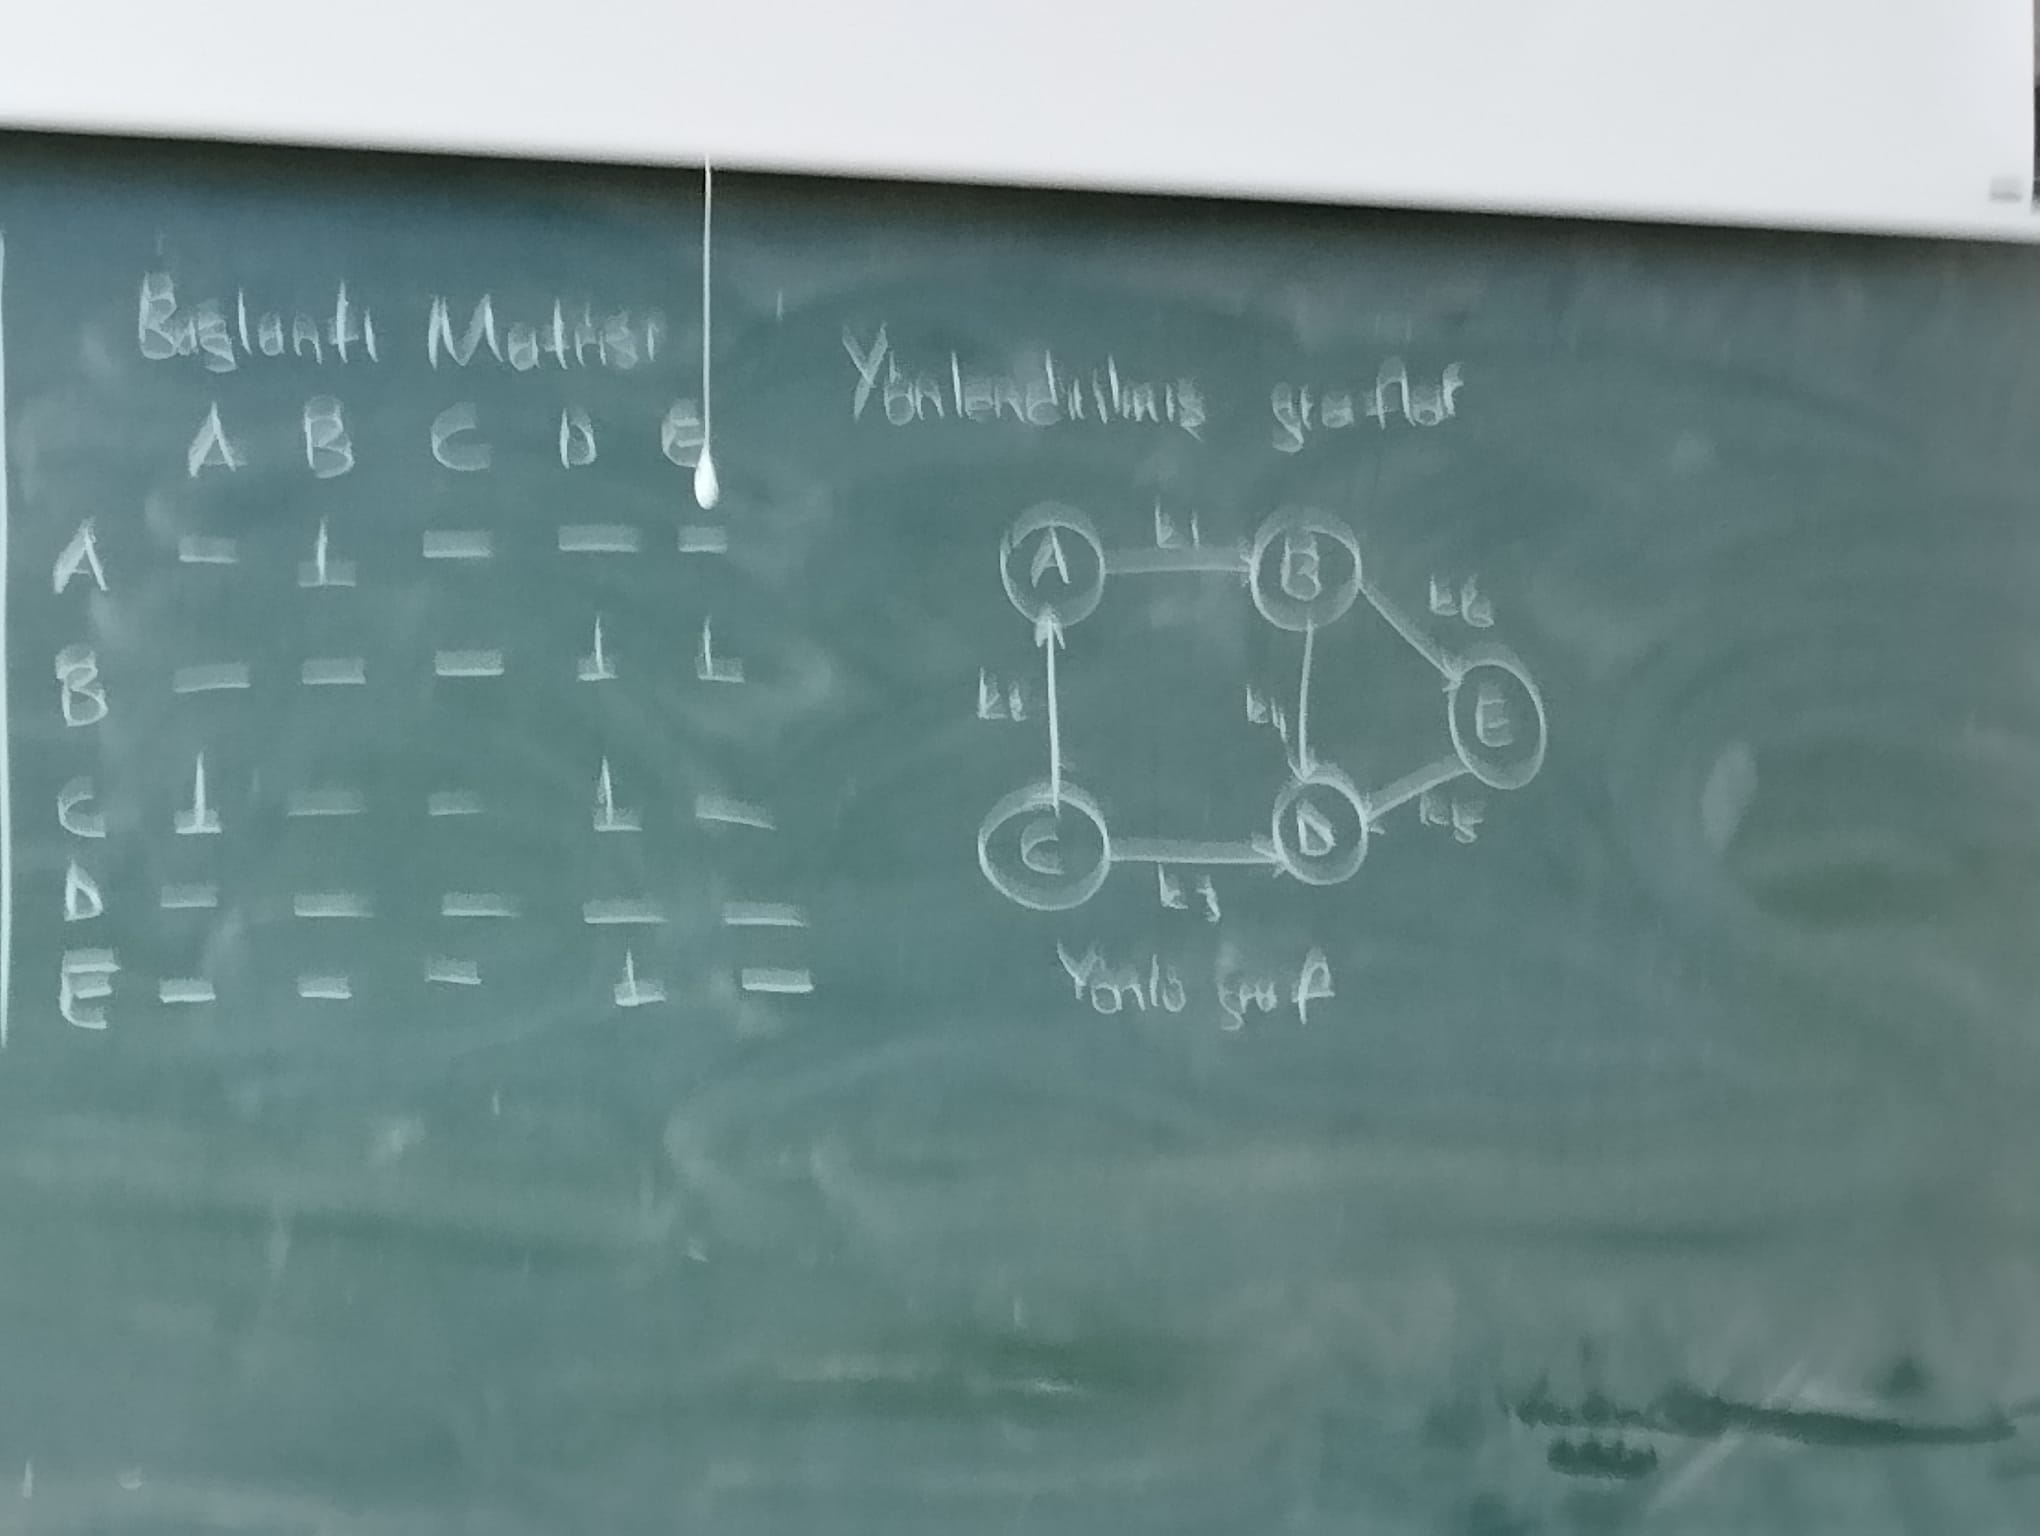 Bağlantı Matrisi
A B C D E
A — 1 — — —
B — — — 1 1
C 1 — — 1 —
D — — — — —
E — — — 1 —
Yönlendirilmiş graflar
A k1 B
k6
k2 k4 E
C k3 D k5
Yönlü graf